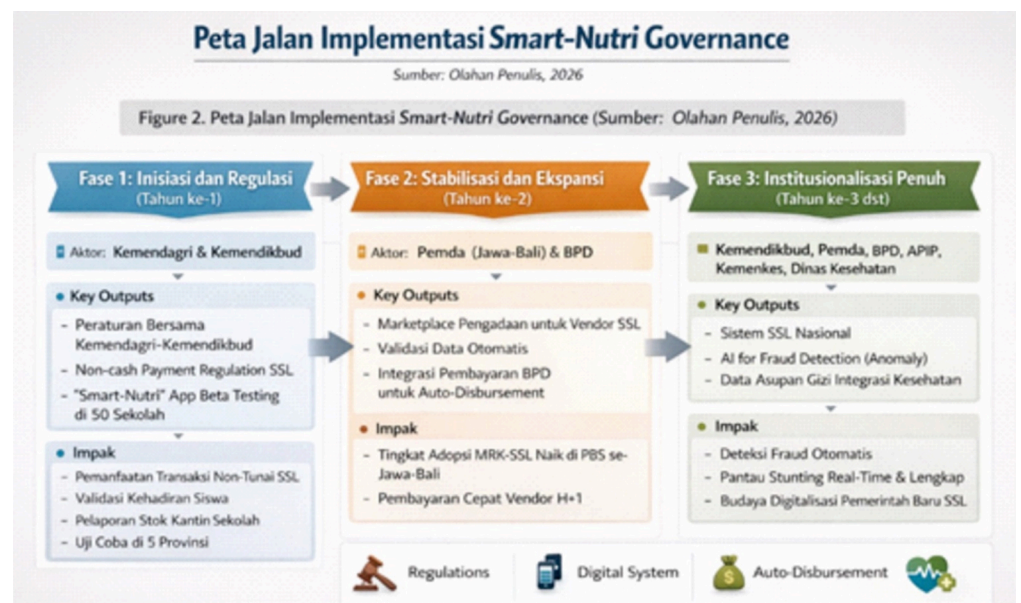 Peta Jalan Implementasi Smart-Nutri Governance
Sumber: Olahan Penulis, 2026
Figure 2. Peta Jalan Implementasi Smart-Nutri Governance (Sumber: Olahan Penulis, 2026)
Fase 1: Inisiasi dan Regulasi
(Tahun ke-1)
Aktor: Kemendagri & Kemendikbud
Key Outputs
- Peraturan Bersama
Kemendagri-Kemendikbud
- Non-cash Payment Regulation SSL
- "Smart-Nutri" App Beta Testing
di 50 Sekolah
Impak
- Pemanfaatan Transaksi Non-Tunai SSL
- Validasi Kehadiran Siswa
- Pelaporan Stok Kantin Sekolah
- Uji Coba di 5 Provinsi
Fase 2: Stabilisasi dan Ekspansi
(Tahun ke-2)
Aktor: Pemda (Jawa-Bali) & BPD
Key Outputs
- Marketplace Pengadaan untuk Vendor SSL
- Validasi Data Otomatis
- Integrasi Pembayaran BPD
untuk Auto-Disbursement
Impak
- Tingkat Adopsi MRK-SSL Naik di PBS se-
Jawa-Bali
- Pembayaran Cepat Vendor H+1
Fase 3: Institusionalisasi Penuh
(Tahun ke-3 dst)
Kemendikbud, Pemda, BPD, APIP,
Kemenkes, Dinas Kesehatan
Key Outputs
- Sistem SSL Nasional
- AI for Fraud Detection (Anomaly)
- Data Asupan Gizi Integrasi Kesehatan
Impak
- Deteksi Fraud Otomatis
- Pantau Stunting Real-Time & Lengkap
- Budaya Digitalisasi Pemerintah Baru SSL
Regulations
Digital System
$
Auto-Disbursement